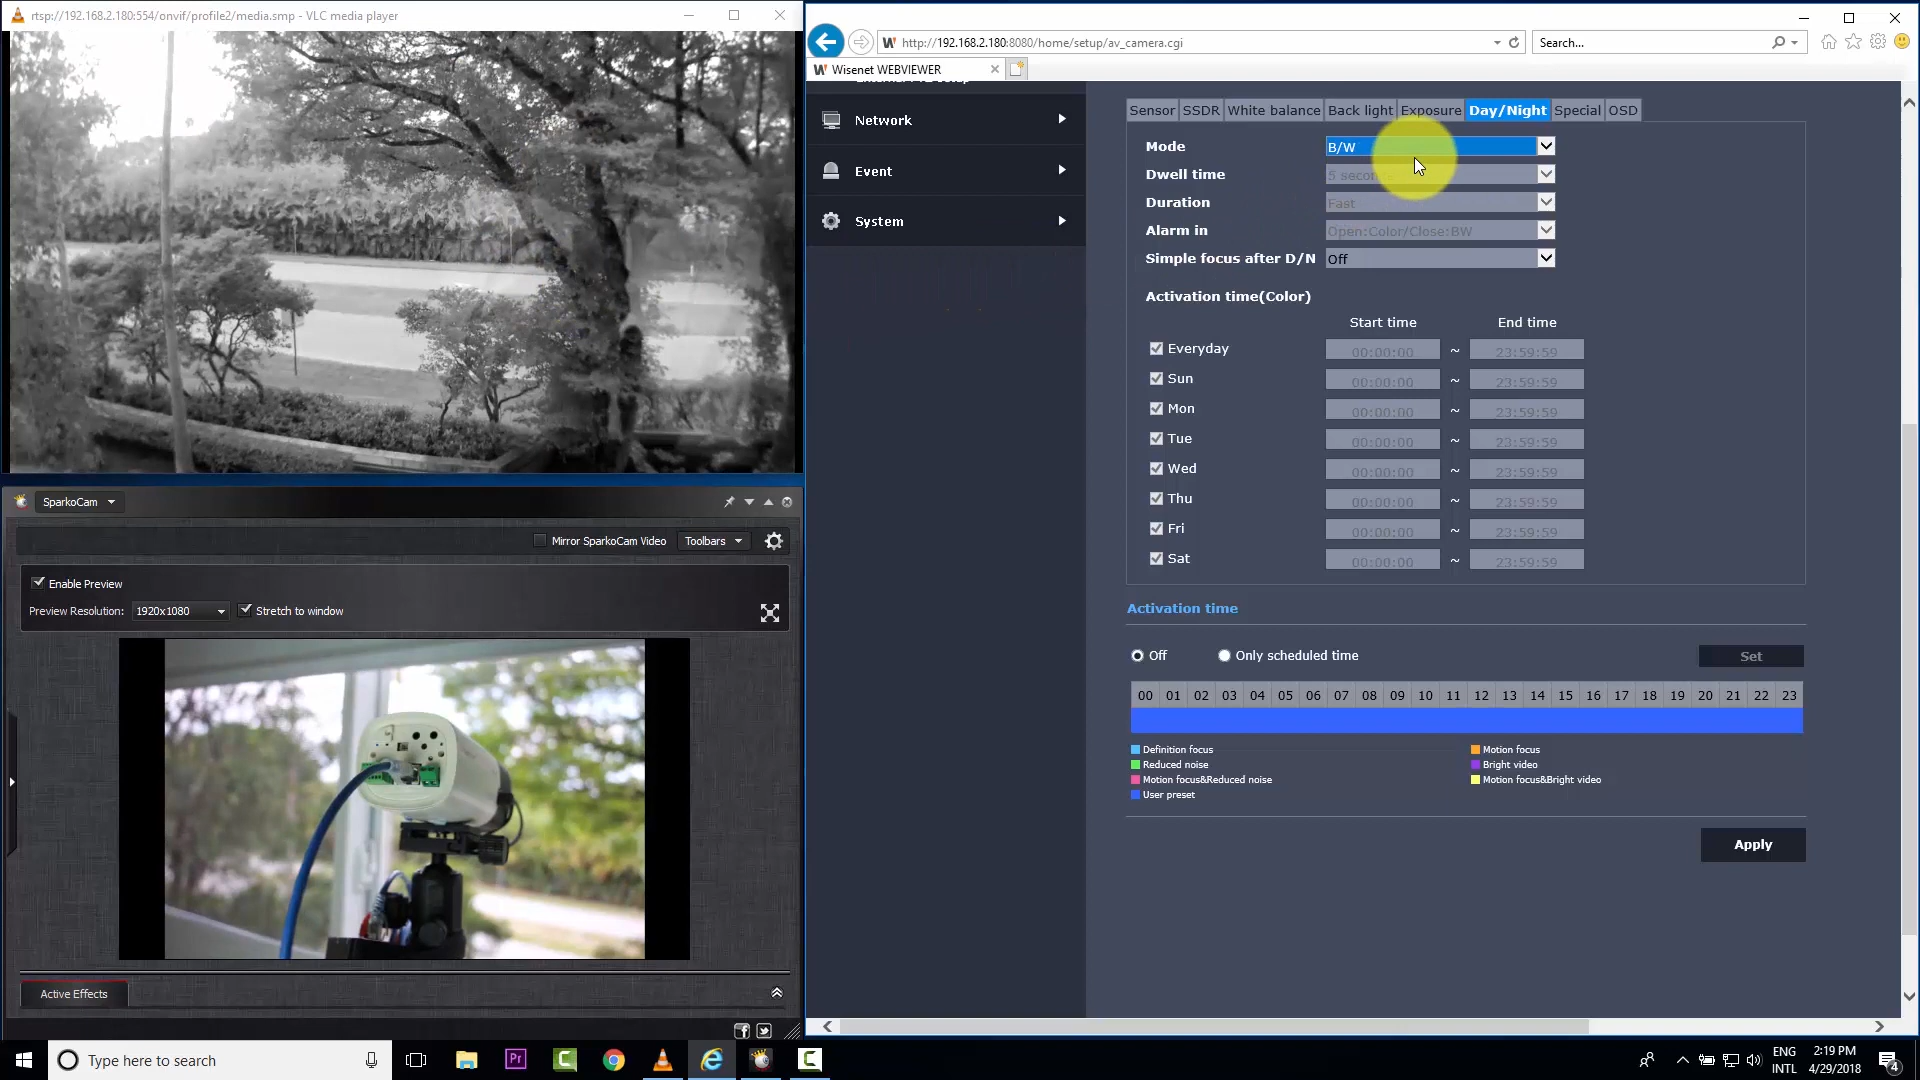 rtsp://192.168.2.180:554/onvif/profile2/media.smp - VLC media player
http://192.168.2.180:8080/home/setup/av_camera.cgi
Search...
Wisenet WEBVIEWER
Network
Event
System
Sensor SSDR White balance Back light Exposure Day/Night Special OSD
Mode B/W
Dwell time 5 seconds
Duration Fast
Alarm in Open:Color/Close:BW
Simple focus after D/N Off
Activation time(Color)
Start time End time
Everyday 00:00:00 ~ 23:59:59
Sun 00:00:00 ~ 23:59:59
Mon 00:00:00 ~ 23:59:59
Tue 00:00:00 ~ 23:59:59
Wed 00:00:00 ~ 23:59:59
Thu 00:00:00 ~ 23:59:59
Fri 00:00:00 ~ 23:59:59
Sat 00:00:00 ~ 23:59:59
Activation time
Off Only scheduled time Set
00 01 02 03 04 05 06 07 08 09 10 11 12 13 14 15 16 17 18 19 20 21 22 23
Definition focus Motion focus
Reduced noise Bright video
Motion focus&Reduced noise Motion focus&Bright video
User preset
Apply
SparkoCam
Mirror SparkoCam Video Toolbars
Enable Preview
Preview Resolution: 1920x1080 Stretch to window
Active Effects
Type here to search
Pr
ENG
INTL
2:19 PM
4/29/2018
4